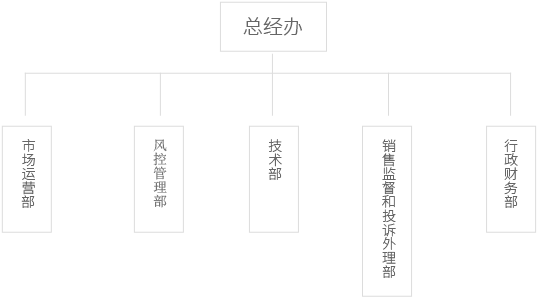 总经办
市场运营部
风控管理部
技术部
销售监督和投诉外理部
行政财务部